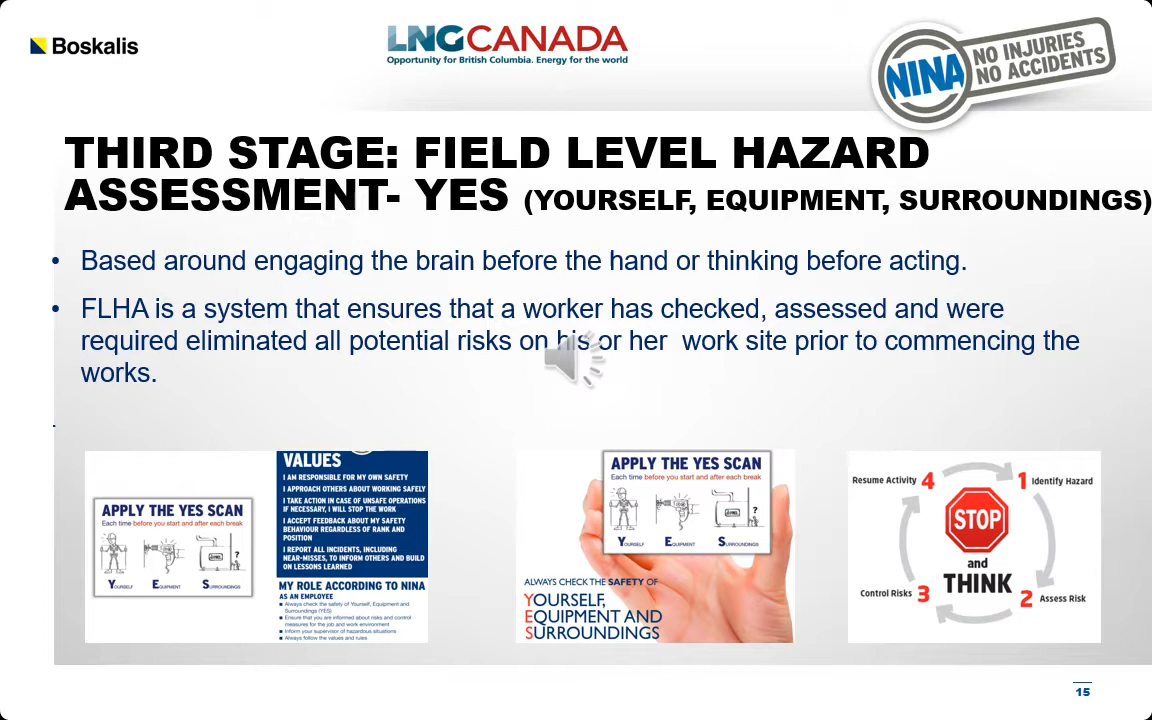 Boskalis
LNGCANADA
Opportunity for British Columbia. Energy for the world
NINA
NO INJURIES
NO ACCIDENTS
THIRD STAGE: FIELD LEVEL HAZARD
ASSESSMENT- YES (YOURSELF, EQUIPMENT, SURROUNDINGS)
• Based around engaging the brain before the hand or thinking before acting.
• FLHA is a system that ensures that a worker has checked, assessed and were
required eliminated all potential risks on his or her work site prior to commencing the
works.
.
APPLY THE YES SCAN
Each time before you start and after each break
?
YOURSELF
EQUIPMENT
SURROUNDINGS
VALUES
I AM RESPONSIBLE FOR MY OWN SAFETY
I APPROACH OTHERS ABOUT WORKING SAFELY
I TAKE ACTION IN CASE OF UNSAFE OPERATIONS
IF NECESSARY, I WILL STOP THE WORK
I ACCEPT FEEDBACK ABOUT MY SAFETY
BEHAVIOUR REGARDLESS OF RANK AND
POSITION
I REPORT ALL INCIDENTS, INCLUDING
NEAR-MISSES, TO INFORM OTHERS AND BUILD
ON LESSONS LEARNED
MY ROLE ACCORDING TO NINA
AS AN EMPLOYEE
■ Always check the safety of Yourself, Equipment and
Surroundings (YES)
■ Ensure that you are informed about risks and control
measures for the job and work environment
■ Inform your supervisor of hazardous situations
■ Always follow the values and rules
APPLY THE YES SCAN
Each time before you start and after each break
?
YOURSELF
EQUIPMENT
SURROUNDINGS
ALWAYS CHECK THE SAFETY OF
YOURSELF,
EQUIPMENT AND
SURROUNDINGS
Resume Activity 4
1 Identify Hazard
STOP
and
THINK
Control Risks 3
2 Assess Risk
15